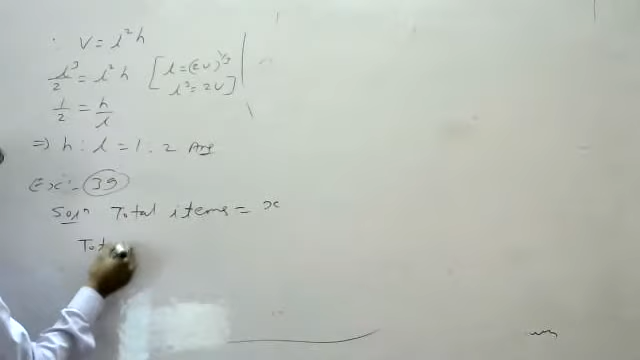 V = l²h
l³/2 = l²h [l = (2V)^1/3
l³ = 2V]
1/2 = h/l
⇒ h : l = 1 : 2 Ans
Ex:- 39
Soln Total items = x
Tot